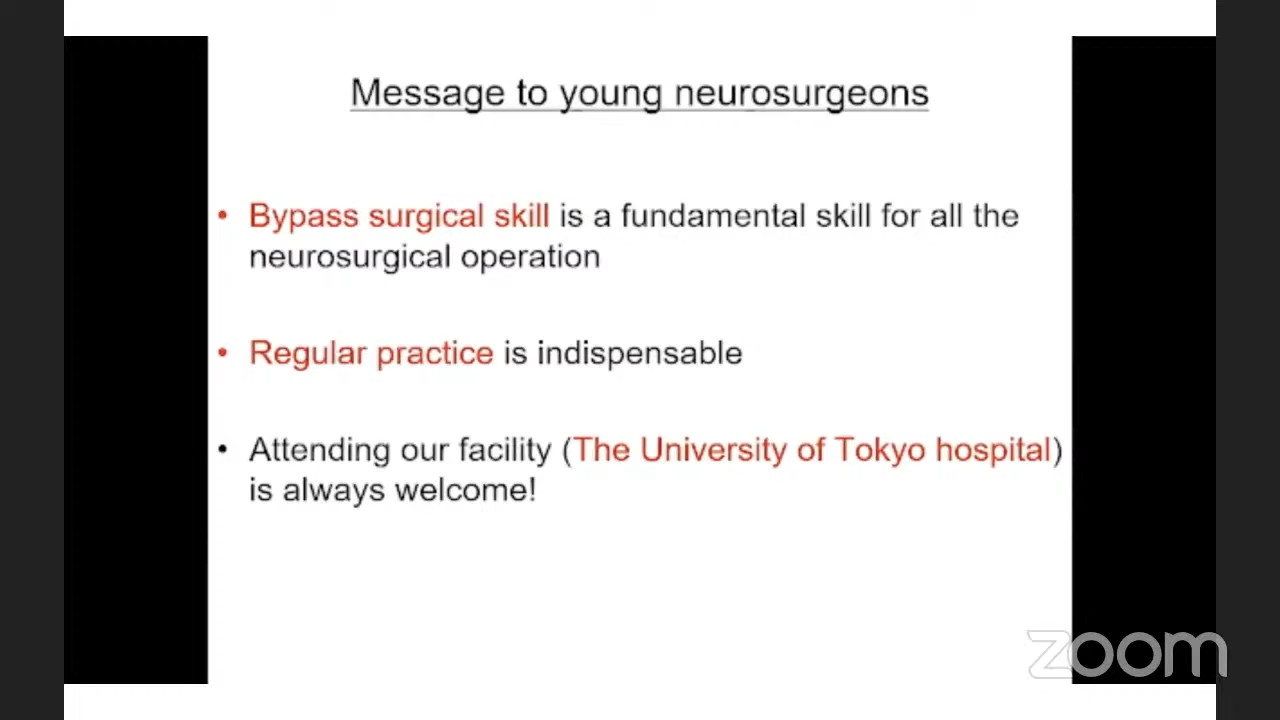 Message to young neurosurgeons
• Bypass surgical skill is a fundamental skill for all the
neurosurgical operation
• Regular practice is indispensable
• Attending our facility (The University of Tokyo hospital)
is always welcome!
zoom